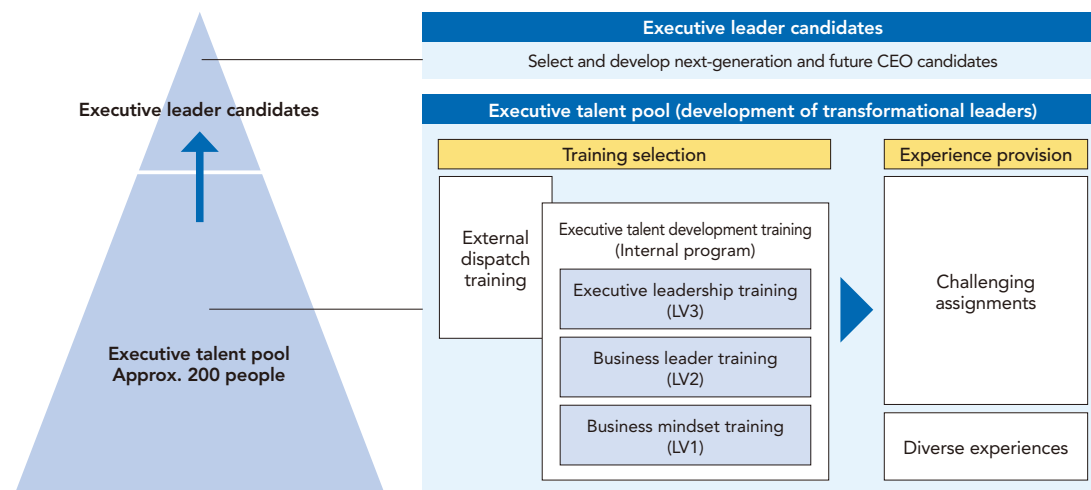 Executive leader candidates
Executive talent pool
Approx. 200 people
Executive leader candidates
Select and develop next-generation and future CEO candidates
Executive talent pool (development of transformational leaders)
Training selection
External
dispatch
training
Executive talent development training
(Internal program)
Executive leadership training
(LV3)
Business leader training
(LV2)
Business mindset training
(LV1)
Experience provision
Challenging
assignments
Diverse experiences